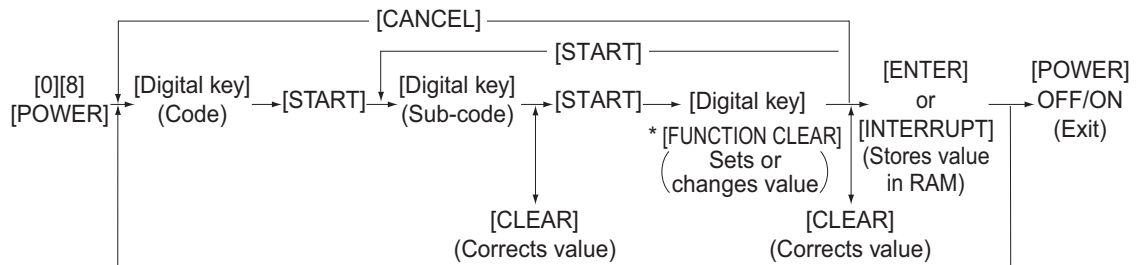 [CANCEL]
[START]
[0][8]
[POWER]
[Digital key]
(Code)
[START]
[Digital key]
(Sub-code)
[START]
[Digital key]
* [FUNCTION CLEAR]
(Sets or
changes value)
[ENTER]
or
[INTERRUPT]
(Stores value
in RAM)
[POWER]
OFF/ON
(Exit)
[CLEAR]
(Corrects value)
[CLEAR]
(Corrects value)